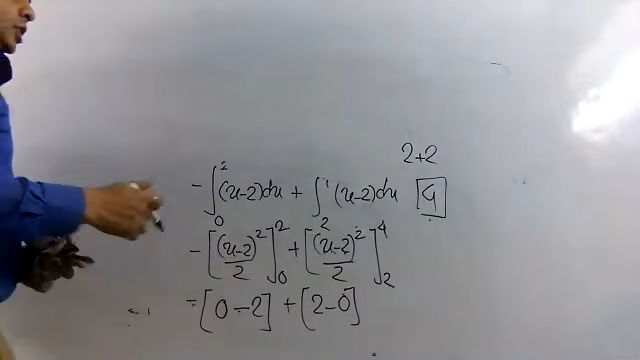 2+2
-∫₀²(x-2)dx + ∫₂(x-2)dx 4
-[(x-2)²/2]₀² + [(x-2)²/2]₂⁴
=[0-2] + [2-0]